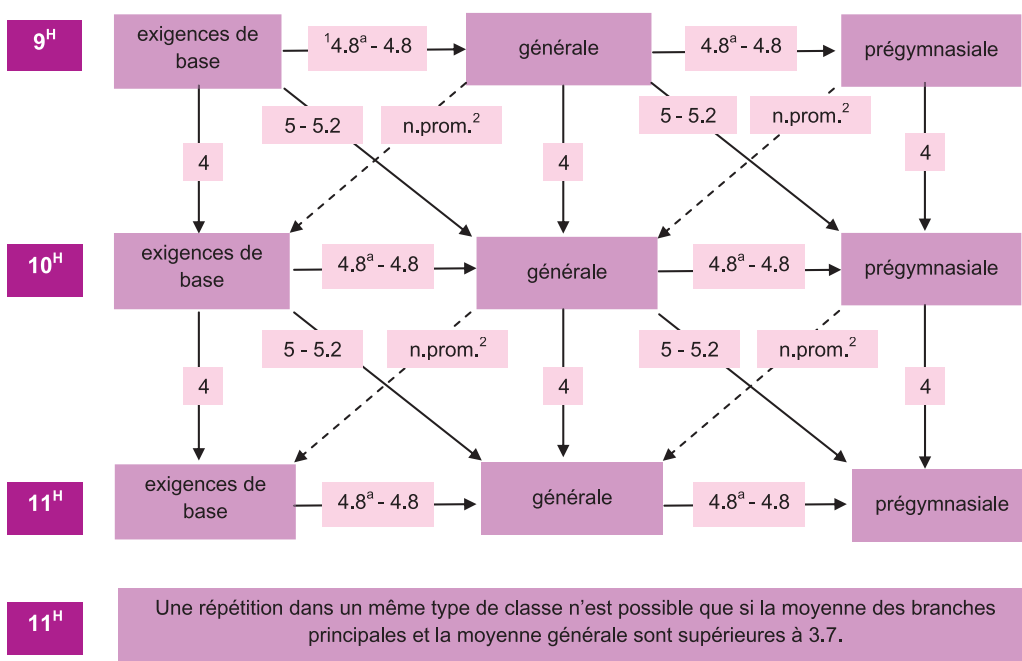 9H
exigences de
base
14.8a - 4.8
générale
4.8a - 4.8
prégymnasiale
5 - 5.2
n.prom.2
5 - 5.2
n.prom.2
4
4
4
10H
exigences de
base
4.8a - 4.8
générale
4.8a - 4.8
prégymnasiale
5 - 5.2
n.prom.2
5 - 5.2
n.prom.2
4
4
4
11H
exigences de
base
4.8a - 4.8
générale
4.8a - 4.8
prégymnasiale
11H
Une répétition dans un même type de classe n’est possible que si la moyenne des branches
principales et la moyenne générale sont supérieures à 3.7.